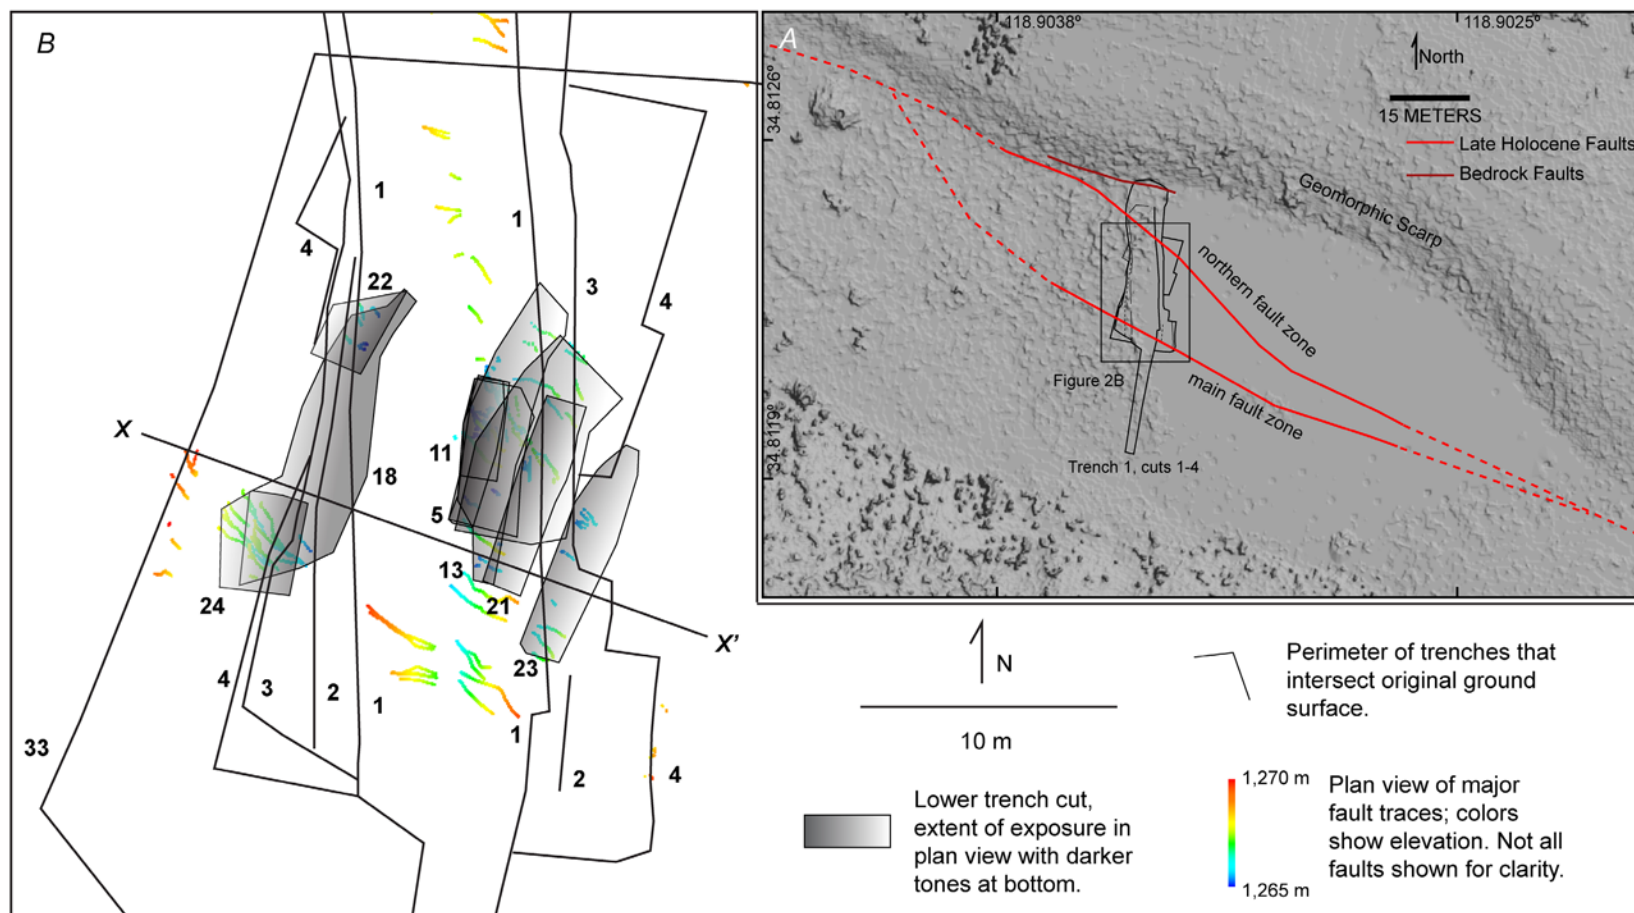 B
1
1
4
22
3
4
X
11
18
5
13
24
21
X'
23
4
3
2
1
1
33
2
4
A
118.9038º
118.9025º
North
34.8126º
15 METERS
Late Holocene Faults
Bedrock Faults
Geomorphic Scarp
northern fault zone
Figure 2B
main fault zone
34.8119º
Trench 1, cuts 1-4
N
10 m
Perimeter of trenches that
intersect original ground
surface.
Lower trench cut,
extent of exposure in
plan view with darker
tones at bottom.
1,270 m
1,265 m
Plan view of major
fault traces; colors
show elevation. Not all
faults shown for clarity.